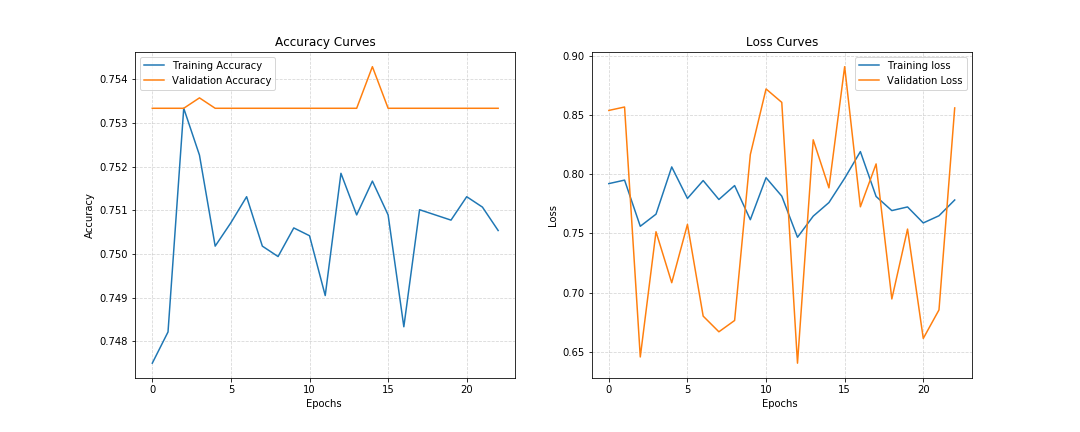 Accuracy Curves
Training Accuracy
Validation Accuracy
0.754
0.753
0.752
0.751
0.750
0.749
0.748
Accuracy
0 5 10 15 20
Epochs
Loss Curves
Training loss
Validation Loss
0.90
0.85
0.80
0.75
0.70
0.65
Loss
0 5 10 15 20
Epochs